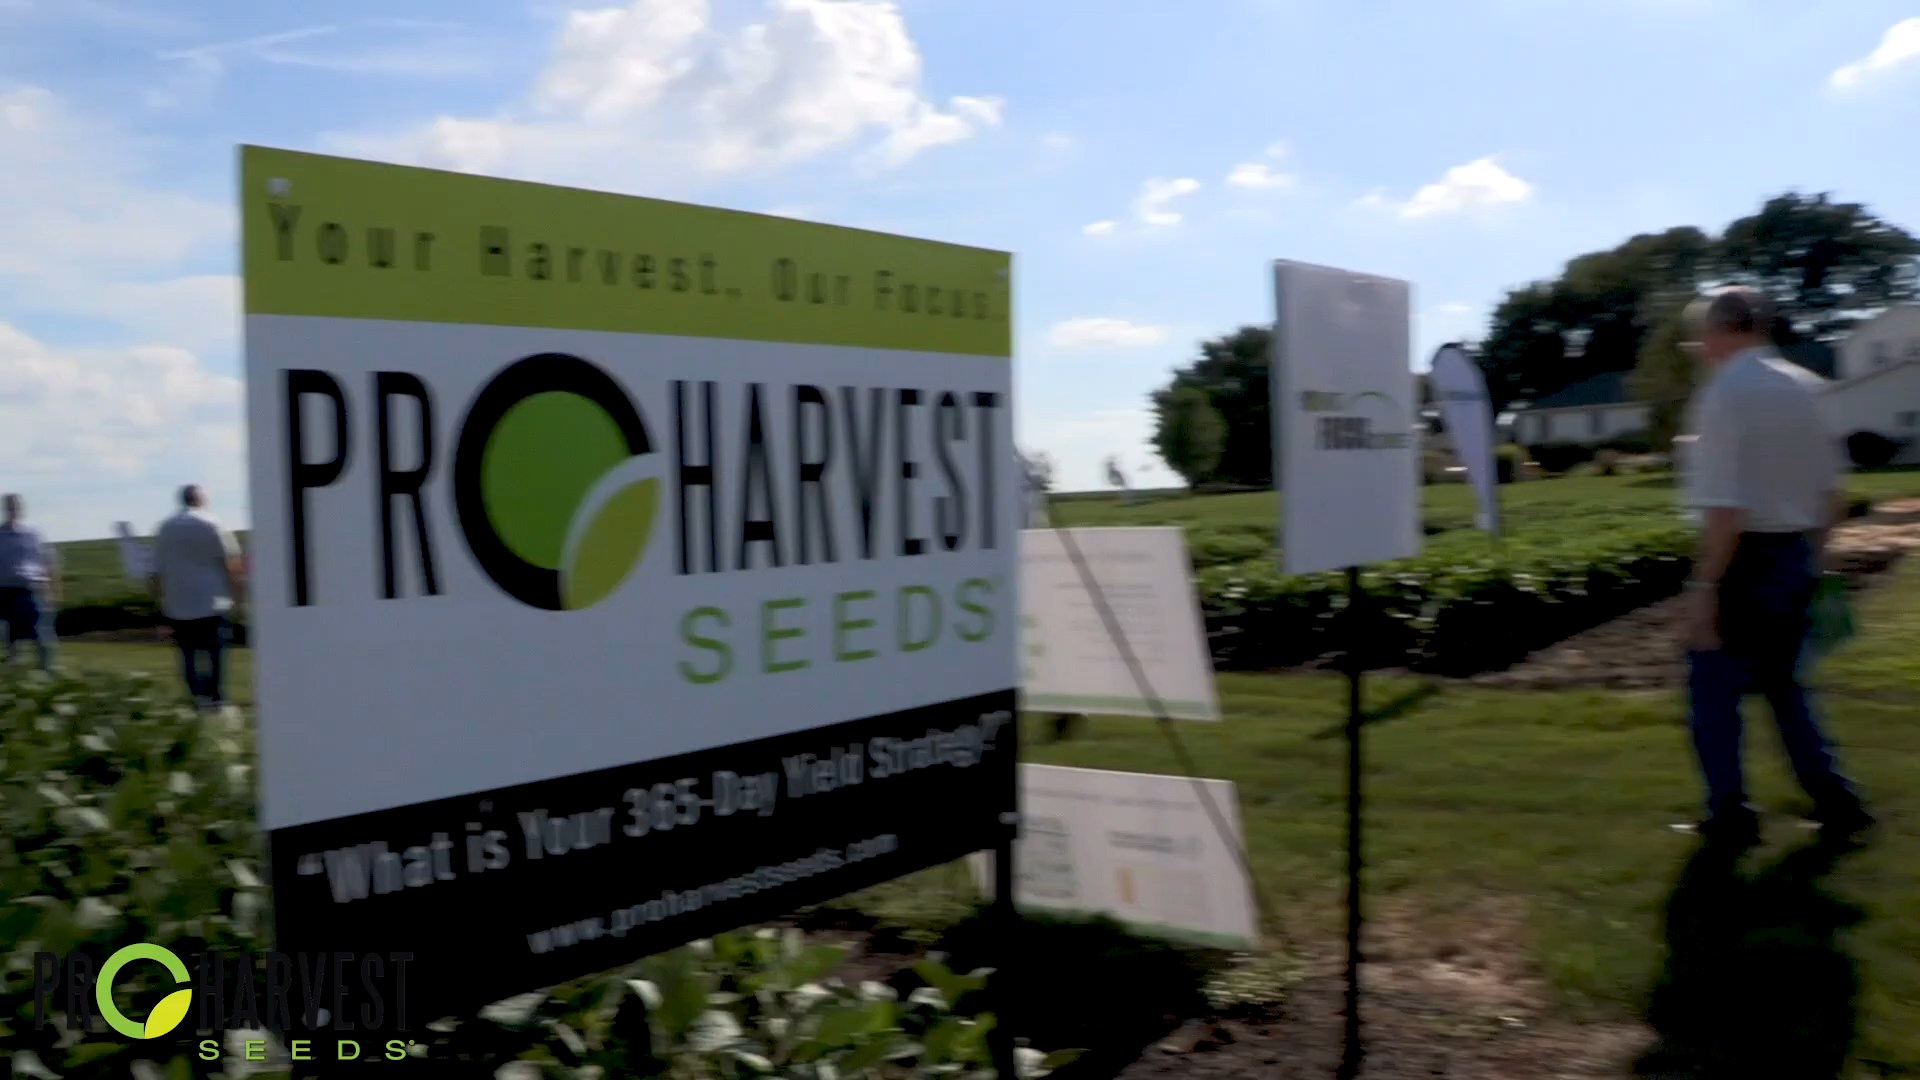 Your Harvest. Our Focus.
PROHARVEST
SEEDS
"What is Your 365-Day Yield Strategy?"
www.proharvestseeds.com
PROHARVEST
SEEDS